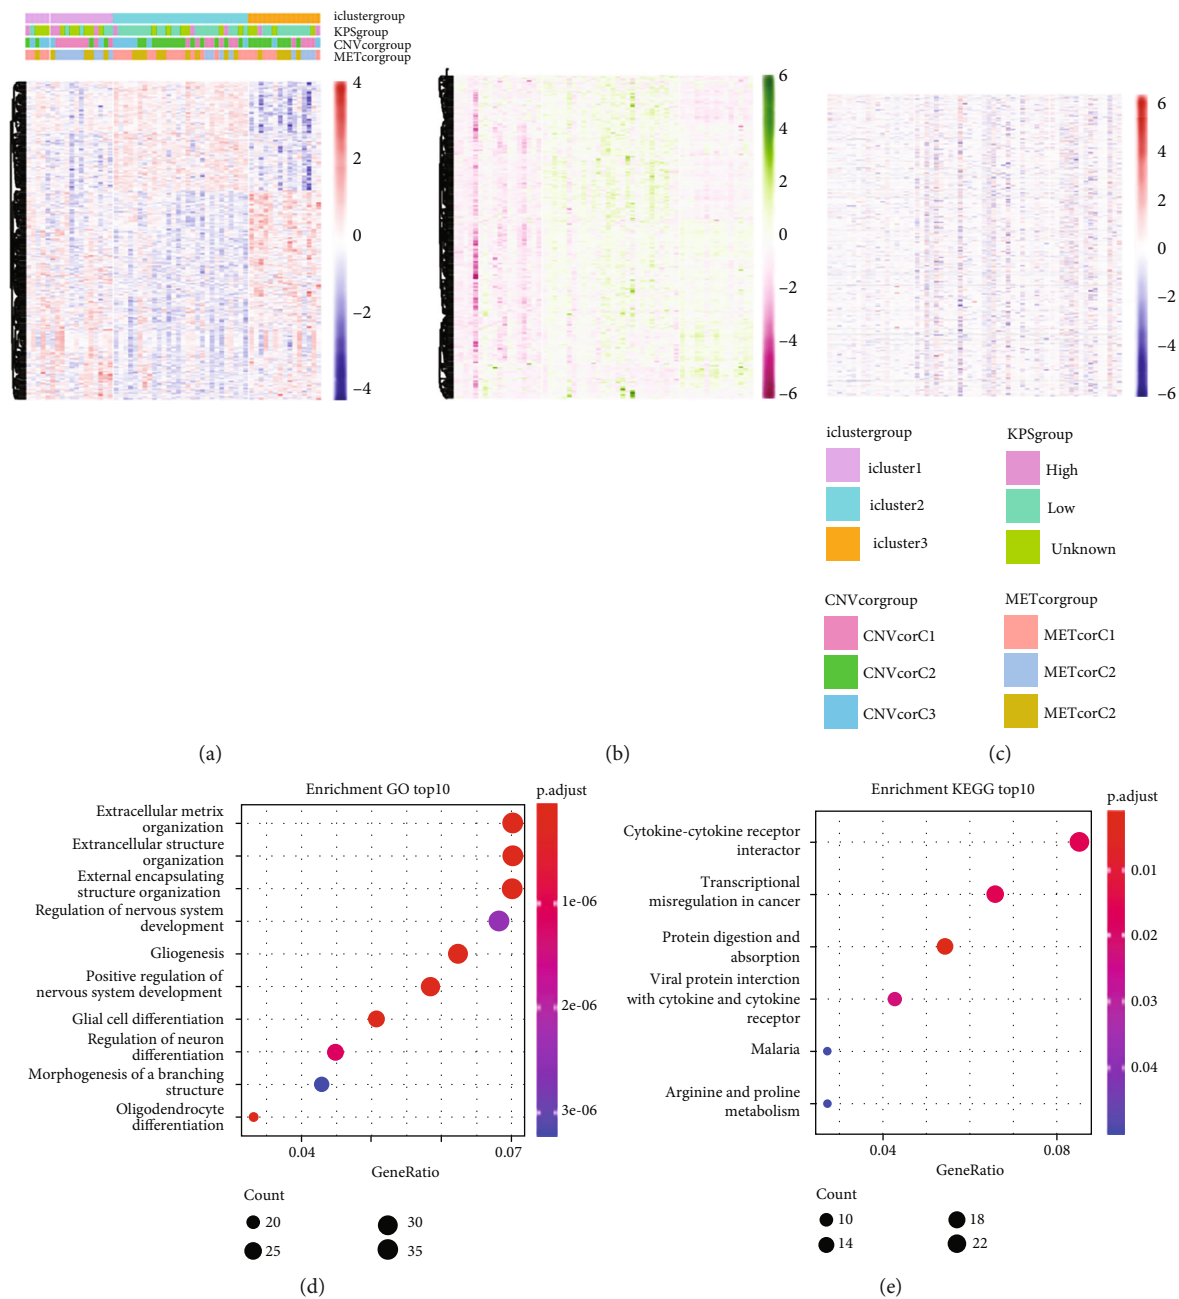 iclustergroup
KPSgroup
CNVcorgroup
METcorgroup
4
2
0
−2
−4
6
4
2
0
−2
−4
−6
6
4
2
0
−2
−4
−6
iclustergroup
icluster1
icluster2
icluster3
KPSgroup
High
Low
Unknown
CNVcorgroup
CNVcorC1
CNVcorC2
CNVcorC3
METcorgroup
METcorC1
METcorC2
METcorC2
(a)
(b)
(c)
Enrichment GO top10
Extracellular metrix
organization
Extrancellular structure
organization
External encapsulating
structure organization
Regulation of nervous system
development
Gliogenesis
Positive regulation of
nervous system development
Glial cell differentiation
Regulation of neuron
differentiation
Morphogenesis of a branching
structure
Oligodendrocyte
differentiation
0.04
0.07
GeneRatio
p.adjust
1e-06
2e-06
3e-06
Count
20
30
25
35
(d)
Enrichment KEGG top10
Cytokine-cytokine receptor
interactor
Transcriptional
misregulation in cancer
Protein digestion and
absorption
Viral protein interction
with cytokine and cytokine
receptor
Malaria
Arginine and proline
metabolism
0.04
0.08
GeneRatio
p.adjust
0.01
0.02
0.03
0.04
Count
10
18
14
22
(e)